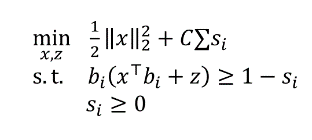 min x,z 1/2 ‖x‖₂² + C∑sᵢ
s.t. bᵢ(x⊤bᵢ + z) ≥ 1 − sᵢ
sᵢ ≥ 0